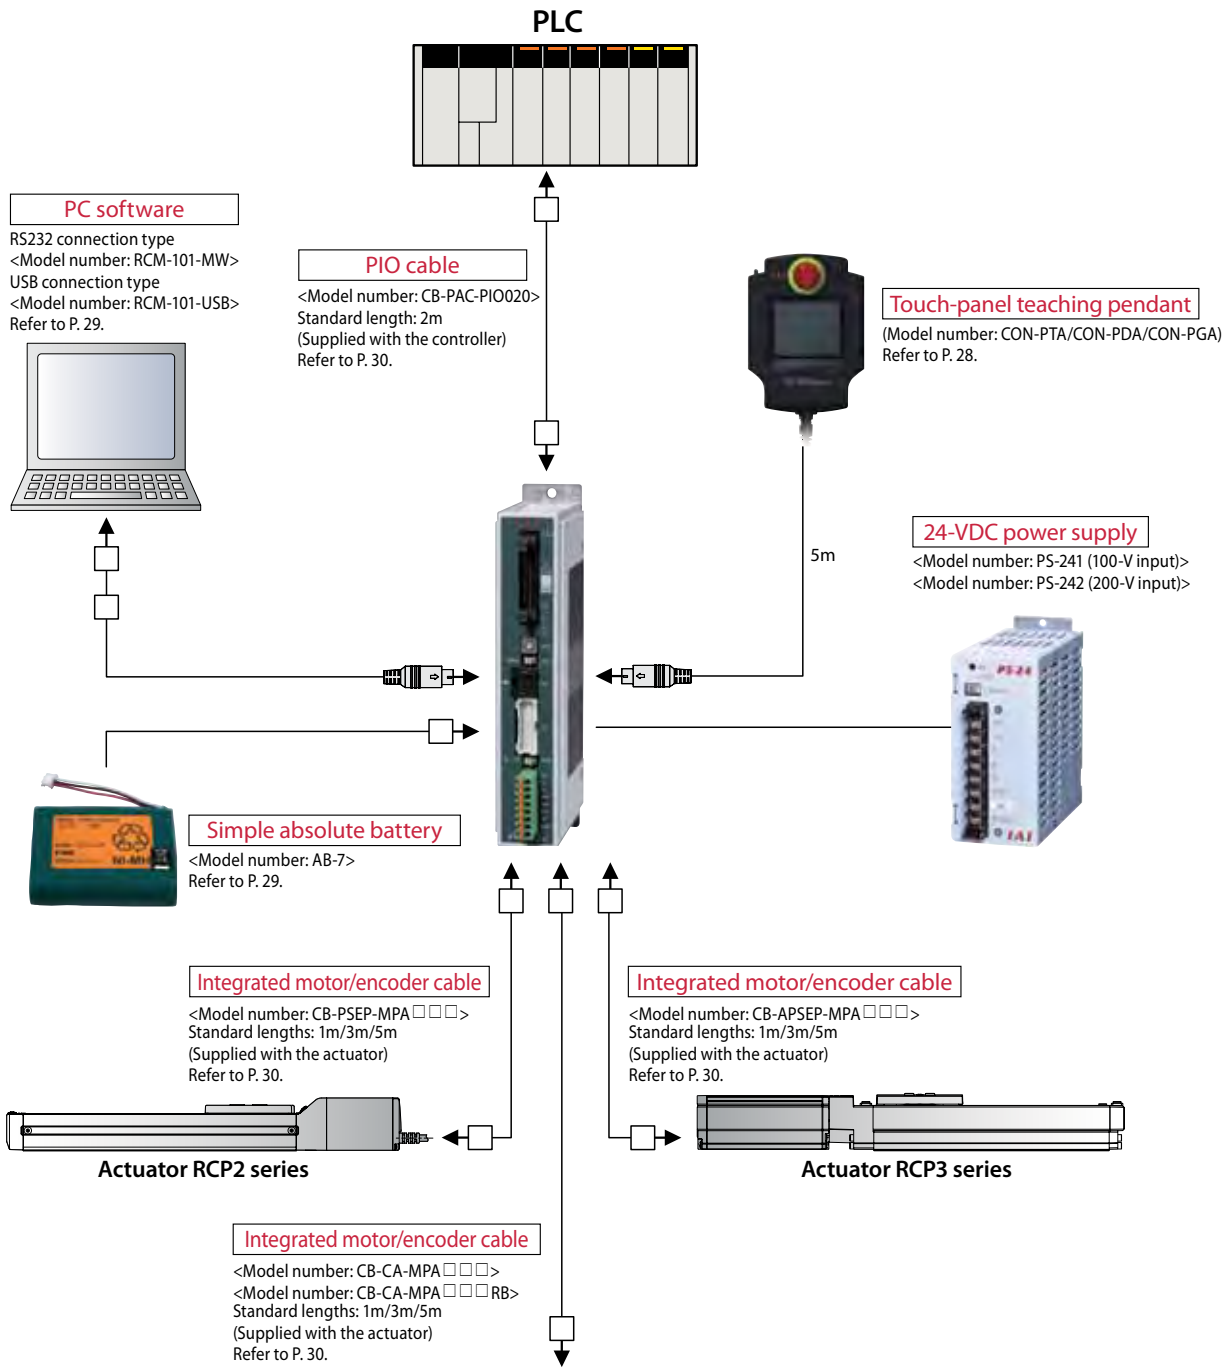 PLC
PC software
RS232 connection type
<Model number: RCM-101-MW>
USB connection type
<Model number: RCM-101-USB>
Refer to P. 29.
PIO cable
<Model number: CB-PAC-PIO020>
Standard length: 2m
(Supplied with the controller)
Refer to P. 30.
Touch-panel teaching pendant
(Model number: CON-PTA/CON-PDA/CON-PGA)
Refer to P. 28.
5m
24-VDC power supply
<Model number: PS-241 (100-V input)>
<Model number: PS-242 (200-V input)>
PS-24
IAI
Simple absolute battery
<Model number: AB-7>
Refer to P. 29.
Ni-MH
Integrated motor/encoder cable
<Model number: CB-PSEP-MPA□□□>
Standard lengths: 1m/3m/5m
(Supplied with the actuator)
Refer to P. 30.
Integrated motor/encoder cable
<Model number: CB-APSEP-MPA□□□>
Standard lengths: 1m/3m/5m
(Supplied with the actuator)
Refer to P. 30.
Actuator RCP2 series
Actuator RCP3 series
Integrated motor/encoder cable
<Model number: CB-CA-MPA□□□>
<Model number: CB-CA-MPA□□□RB>
Standard lengths: 1m/3m/5m
(Supplied with the actuator)
Refer to P. 30.